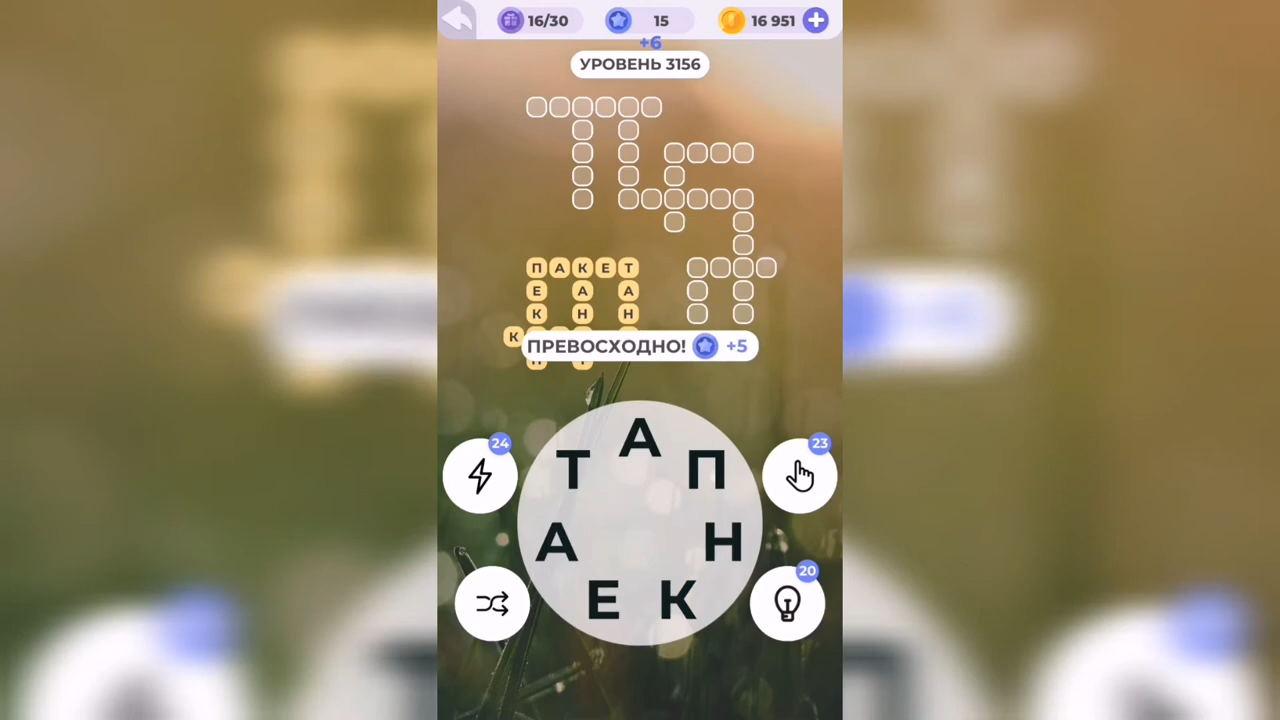 16/30 15 16 951
+6
УРОВЕНЬ 3156
ПАКЕТ
Е А А
К Н Н
К
ПРЕВОСХОДНО! +5
24 23
А
Т П
А Н
Е К
20